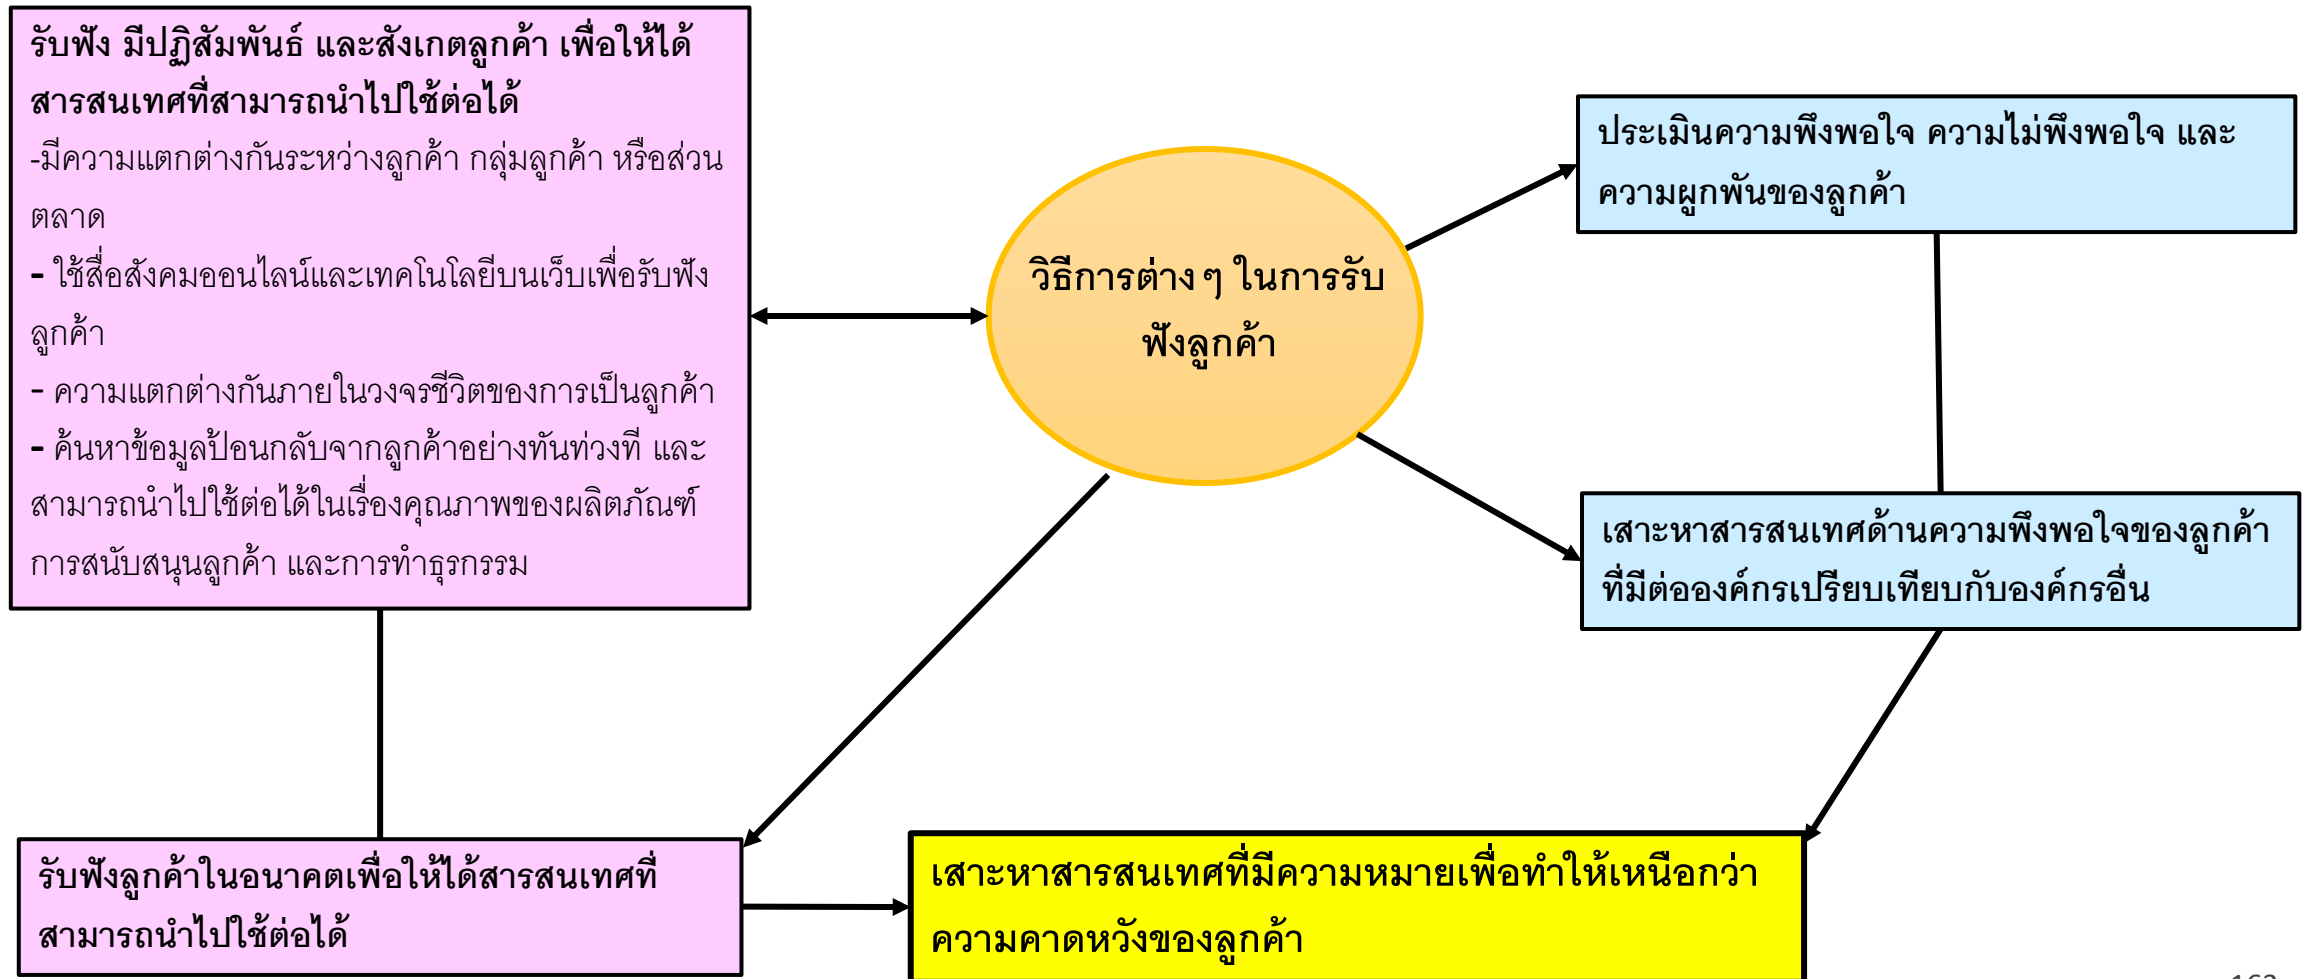 รับฟัง มีปฏิสัมพันธ์ และสังเกตลูกค้า เพื่อให้ได้
สารสนเทศที่สามารถนำไปใช้ต่อได้
-มีความแตกต่างกันระหว่างลูกค้า กลุ่มลูกค้า หรือส่วน
ตลาด
- ใช้สื่อสังคมออนไลน์และเทคโนโลยีบนเว็บเพื่อรับฟัง
ลูกค้า
- ความแตกต่างกันภายในวงจรชีวิตของการเป็นลูกค้า
- ค้นหาข้อมูลป้อนกลับจากลูกค้าอย่างทันท่วงที และ
สามารถนำไปใช้ต่อได้ในเรื่องคุณภาพของผลิตภัณฑ์
การสนับสนุนลูกค้า และการทำธุรกรรม
วิธีการต่าง ๆ ในการรับ
ฟังลูกค้า
ประเมินความพึงพอใจ ความไม่พึงพอใจ และ
ความผูกพันของลูกค้า
เสาะหาสารสนเทศด้านความพึงพอใจของลูกค้า
ที่มีต่อองค์กรเปรียบเทียบกับองค์กรอื่น
รับฟังลูกค้าในอนาคตเพื่อให้ได้สารสนเทศที่
สามารถนำไปใช้ต่อได้
เสาะหาสารสนเทศที่มีความหมายเพื่อทำให้เหนือกว่า
ความคาดหวังของลูกค้า